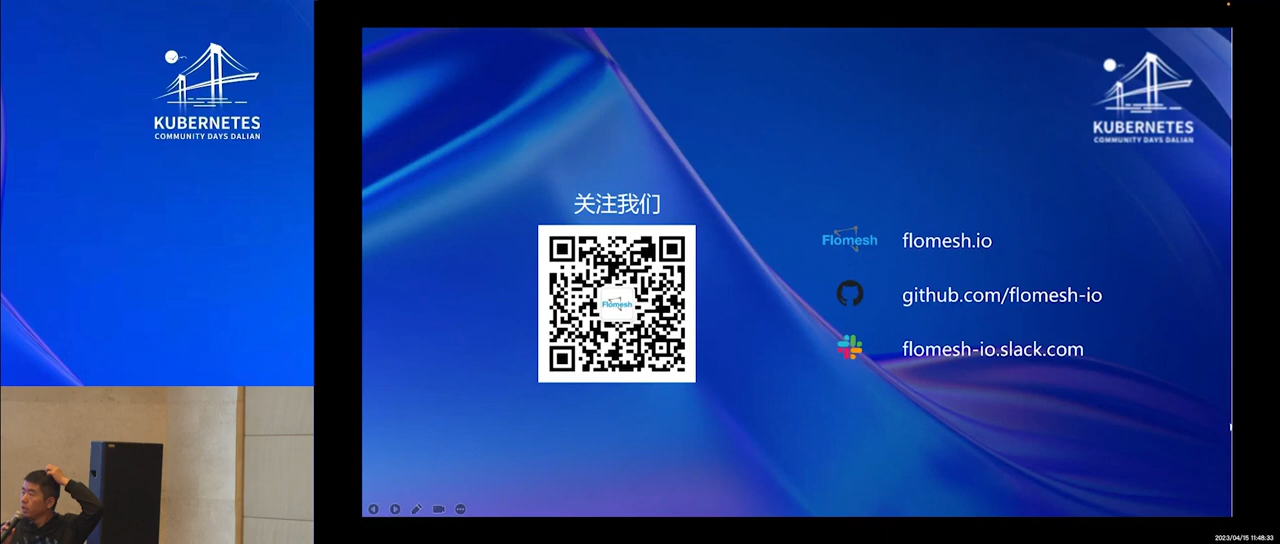 KUBERNETES
COMMUNITY DAYS DALIAN
KUBERNETES
COMMUNITY DAYS DALIAN
关注我们
Flomesh
Flomesh
flomesh.io
github.com/flomesh-io
flomesh-io.slack.com
2023/04/15 11:48:33